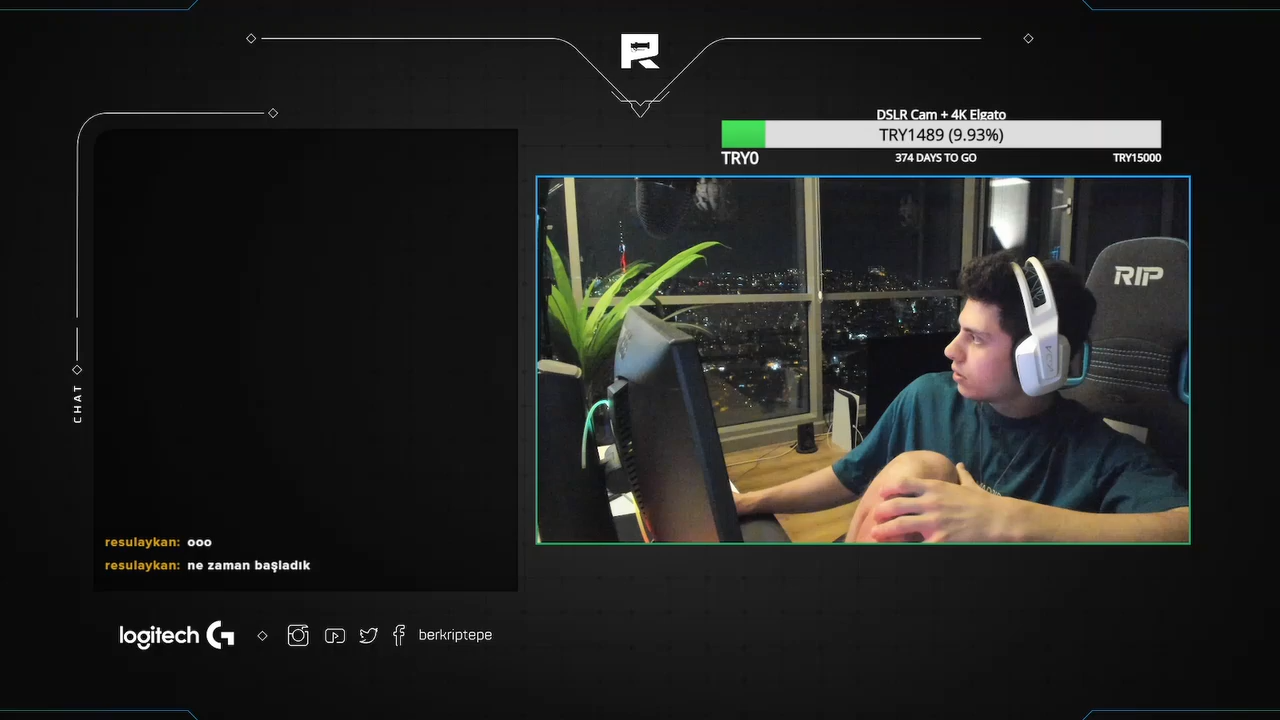 R
DSLR Cam + 4K Elgato
TRY1489 (9.93%)
TRY0
374 DAYS TO GO
TRY15000
RIP
CHAT
resulaykan: ooo
resulaykan: ne zaman başladık
logitech G
berkriptepe